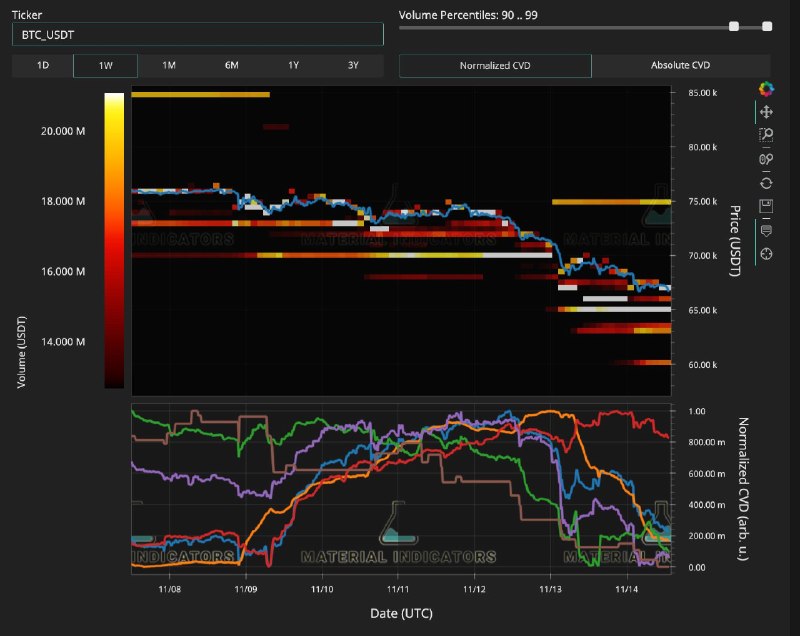 Ticker
Volume Percentiles: 90 .. 99
BTC_USDT
1D 1W 1M 6M 1Y 3Y Normalized CVD Absolute CVD
85.00 k
20.000 M
80.00 k
18.000 M
75.00 k
INDICATORS MATERIAL INDICATORS MATERIAL IN
70.00 k
16.000 M
65.00 k
14.000 M
60.00 k
Volume (USDT)
Price (USDT)
1.00
800.00 m
600.00 m
400.00 m
200.00 m
INDICATORS MATERIAL INDICATORS MATERIAL IN
0.00
Normalized CVD (arb. u.)
11/08 11/09 11/10 11/11 11/12 11/13 11/14
Date (UTC)